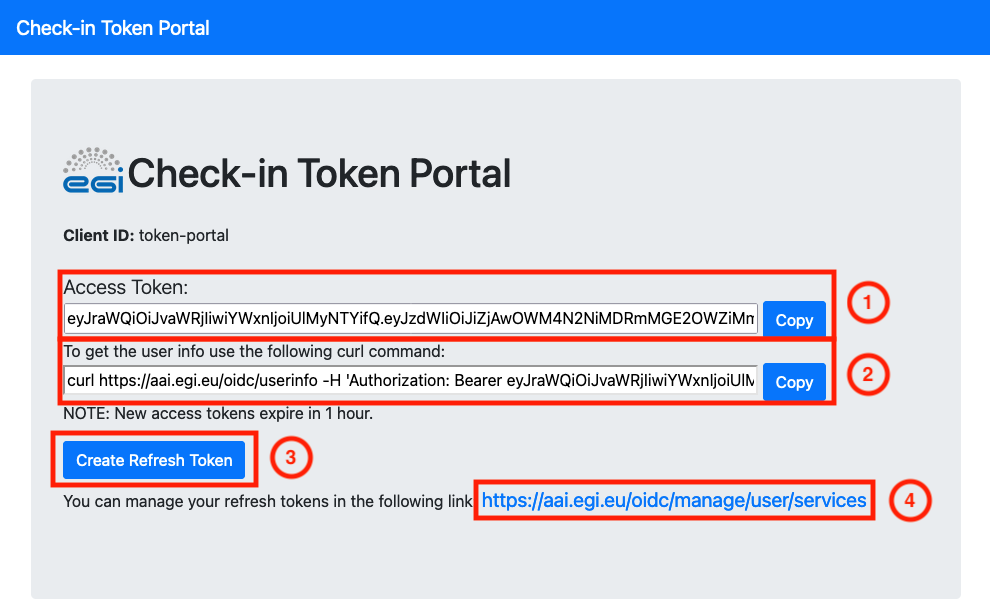 Check-in Token Portal
egi Check-in Token Portal
Client ID: token-portal
Access Token:
Copy
1
To get the user info use the following curl command:
curl https://aai.egi.eu/oidc/userinfo -H 'Authorization: Bearer
Copy
2
NOTE: New access tokens expire in 1 hour.
Create Refresh Token
3
You can manage your refresh tokens in the following link https://aai.egi.eu/oidc/manage/user/services
4